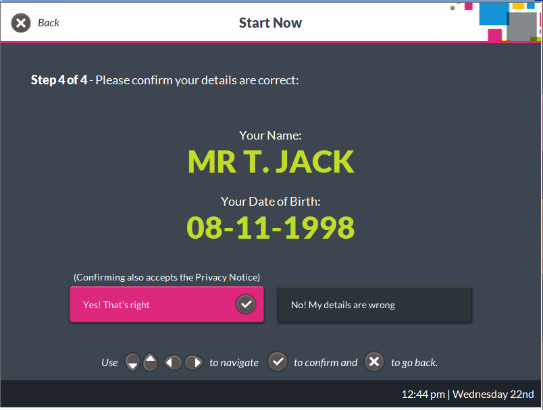 Back
Start Now
Step 4 of 4 - Please confirm your details are correct:
Your Name:
MR T. JACK
Your Date of Birth:
08-11-1998
(Confirming also accepts the Privacy Notice)
Yes! That's right
No! My details are wrong
Use to navigate to confirm and to go back.
12:44 pm | Wednesday 22nd